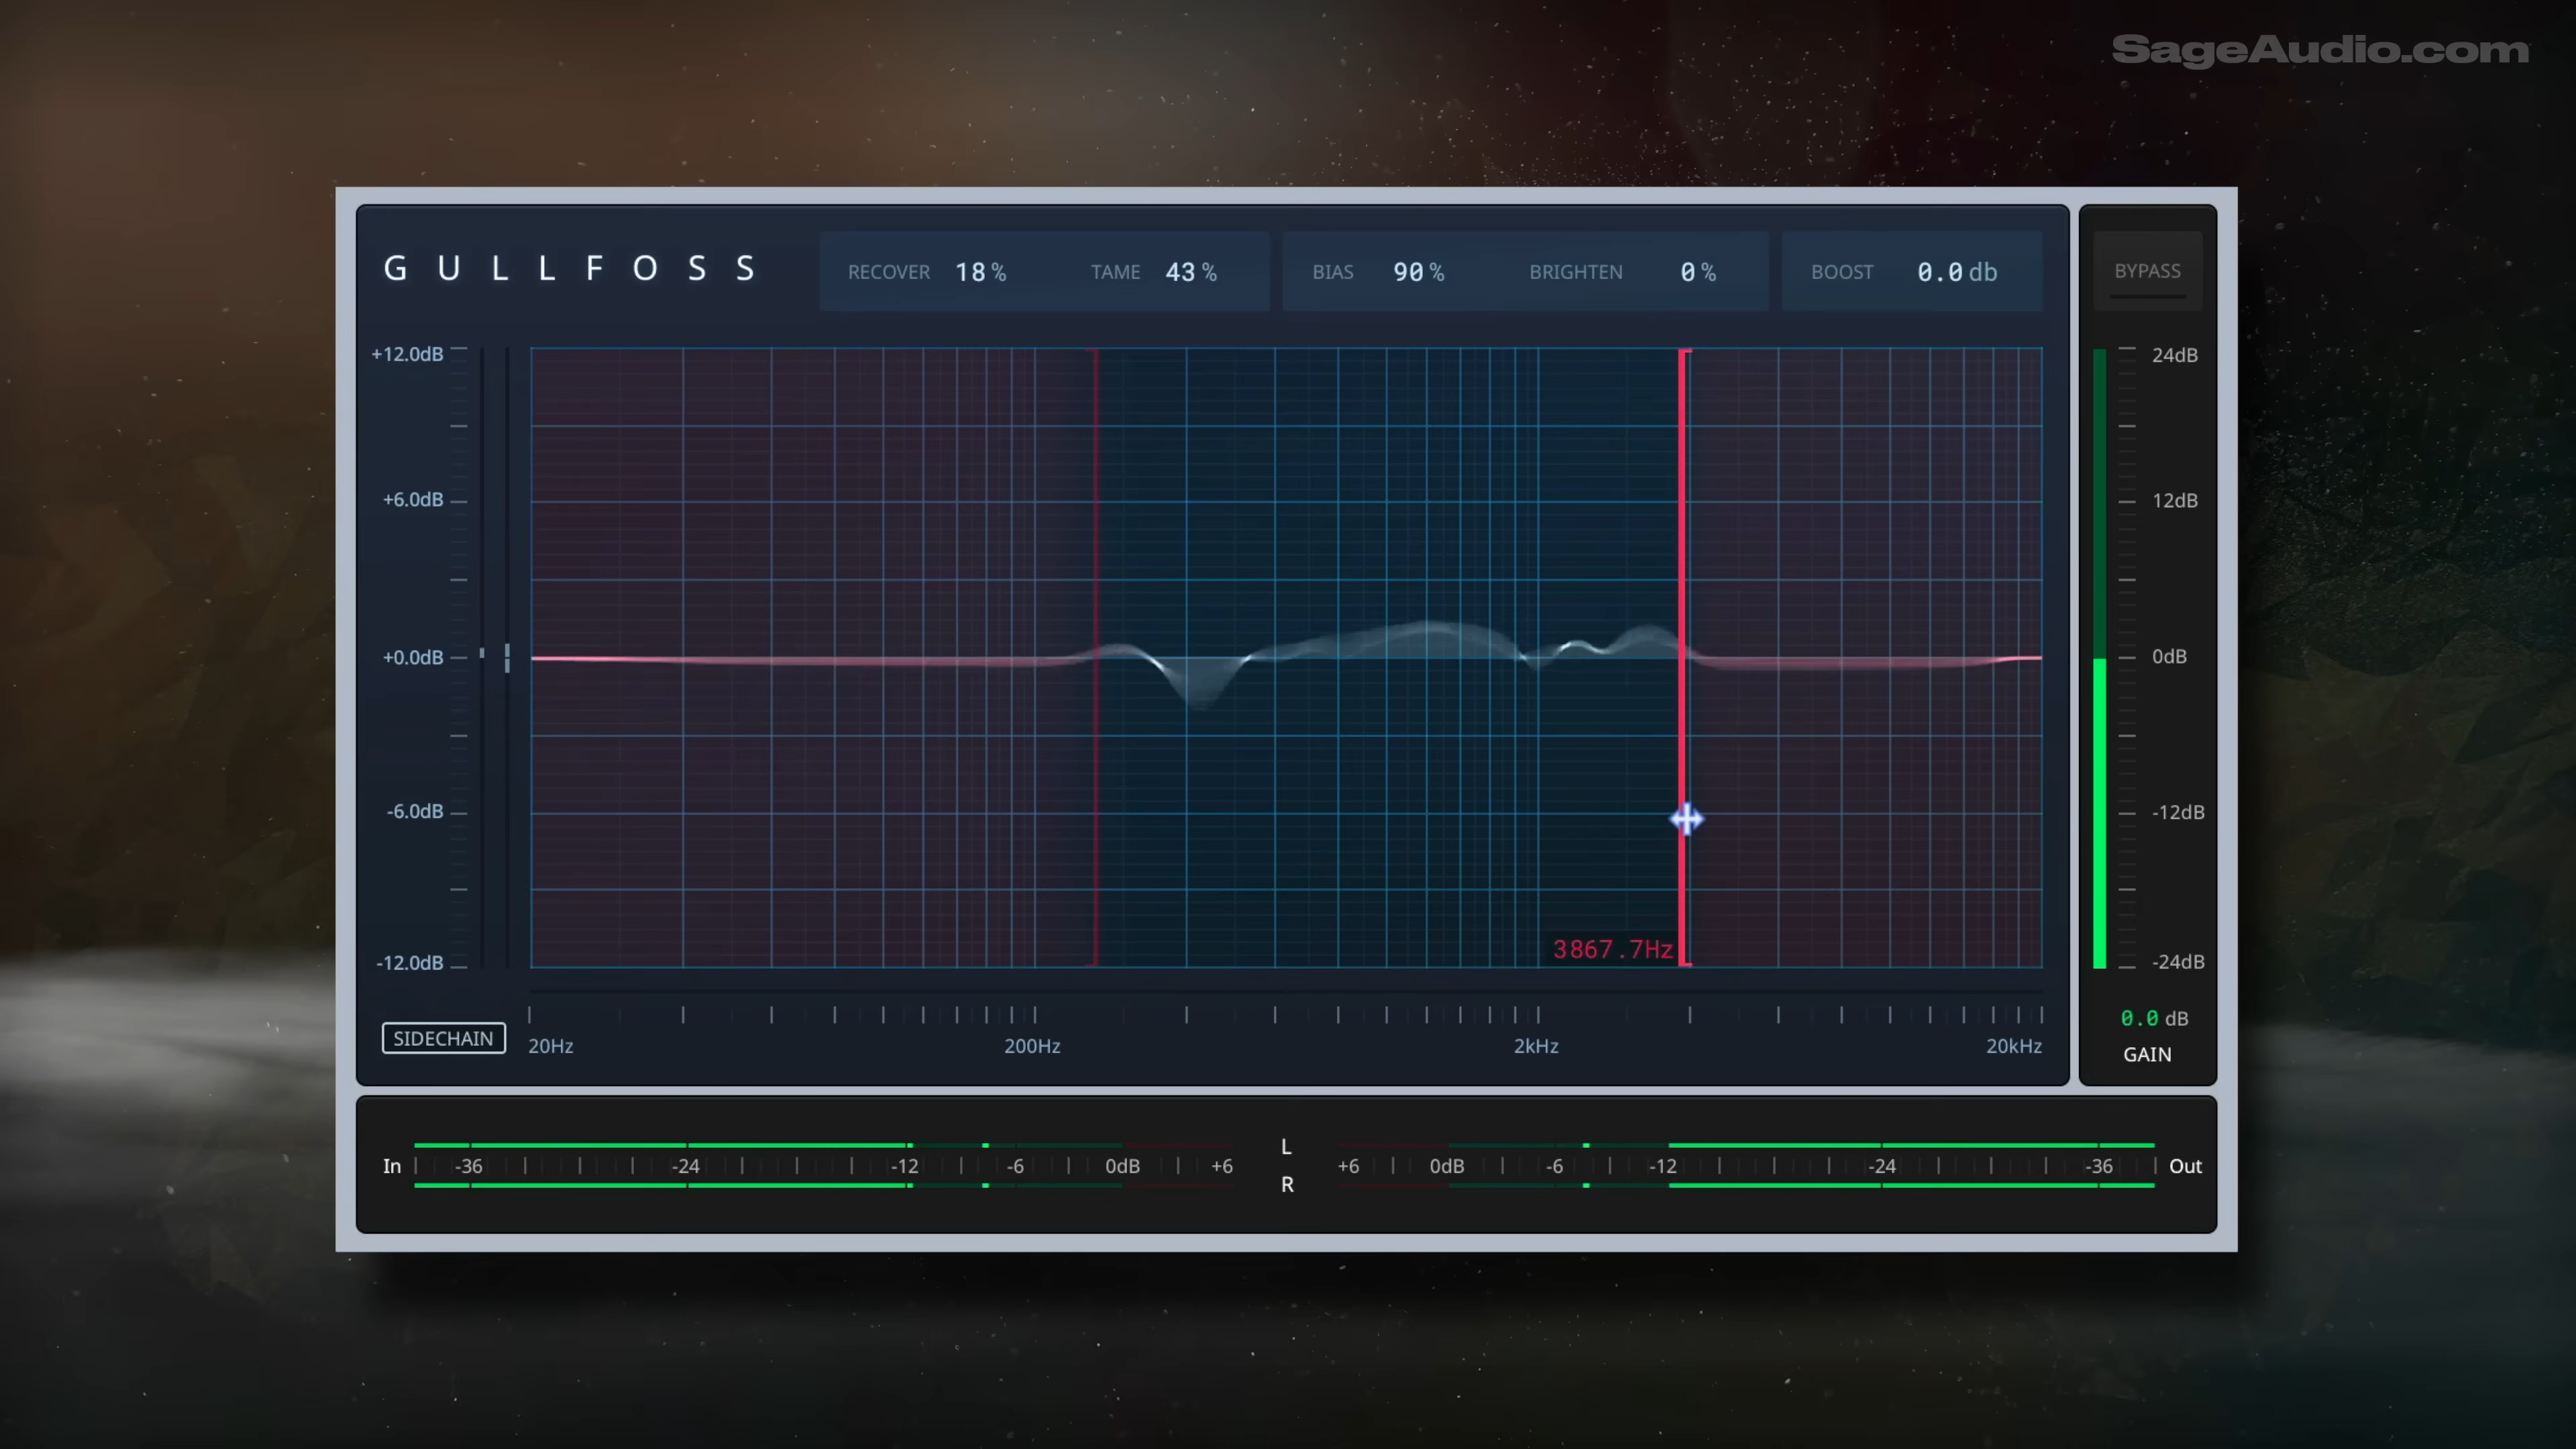 SageAudio.com
GULLFOSS
RECOVER 18% TAME 43% BIAS 90% BRIGHTEN 0% BOOST 0.0 db BYPASS
+12.0dB
+6.0dB
+0.0dB
-6.0dB
-12.0dB
3867.7Hz
24dB
12dB
0dB
-12dB
-24dB
0.0 dB
GAIN
SIDECHAIN
20Hz 200Hz 2kHz 20kHz
L
In -36 -24 -12 -6 0dB +6 +6 0dB -6 -12 -24 -36 Out
R